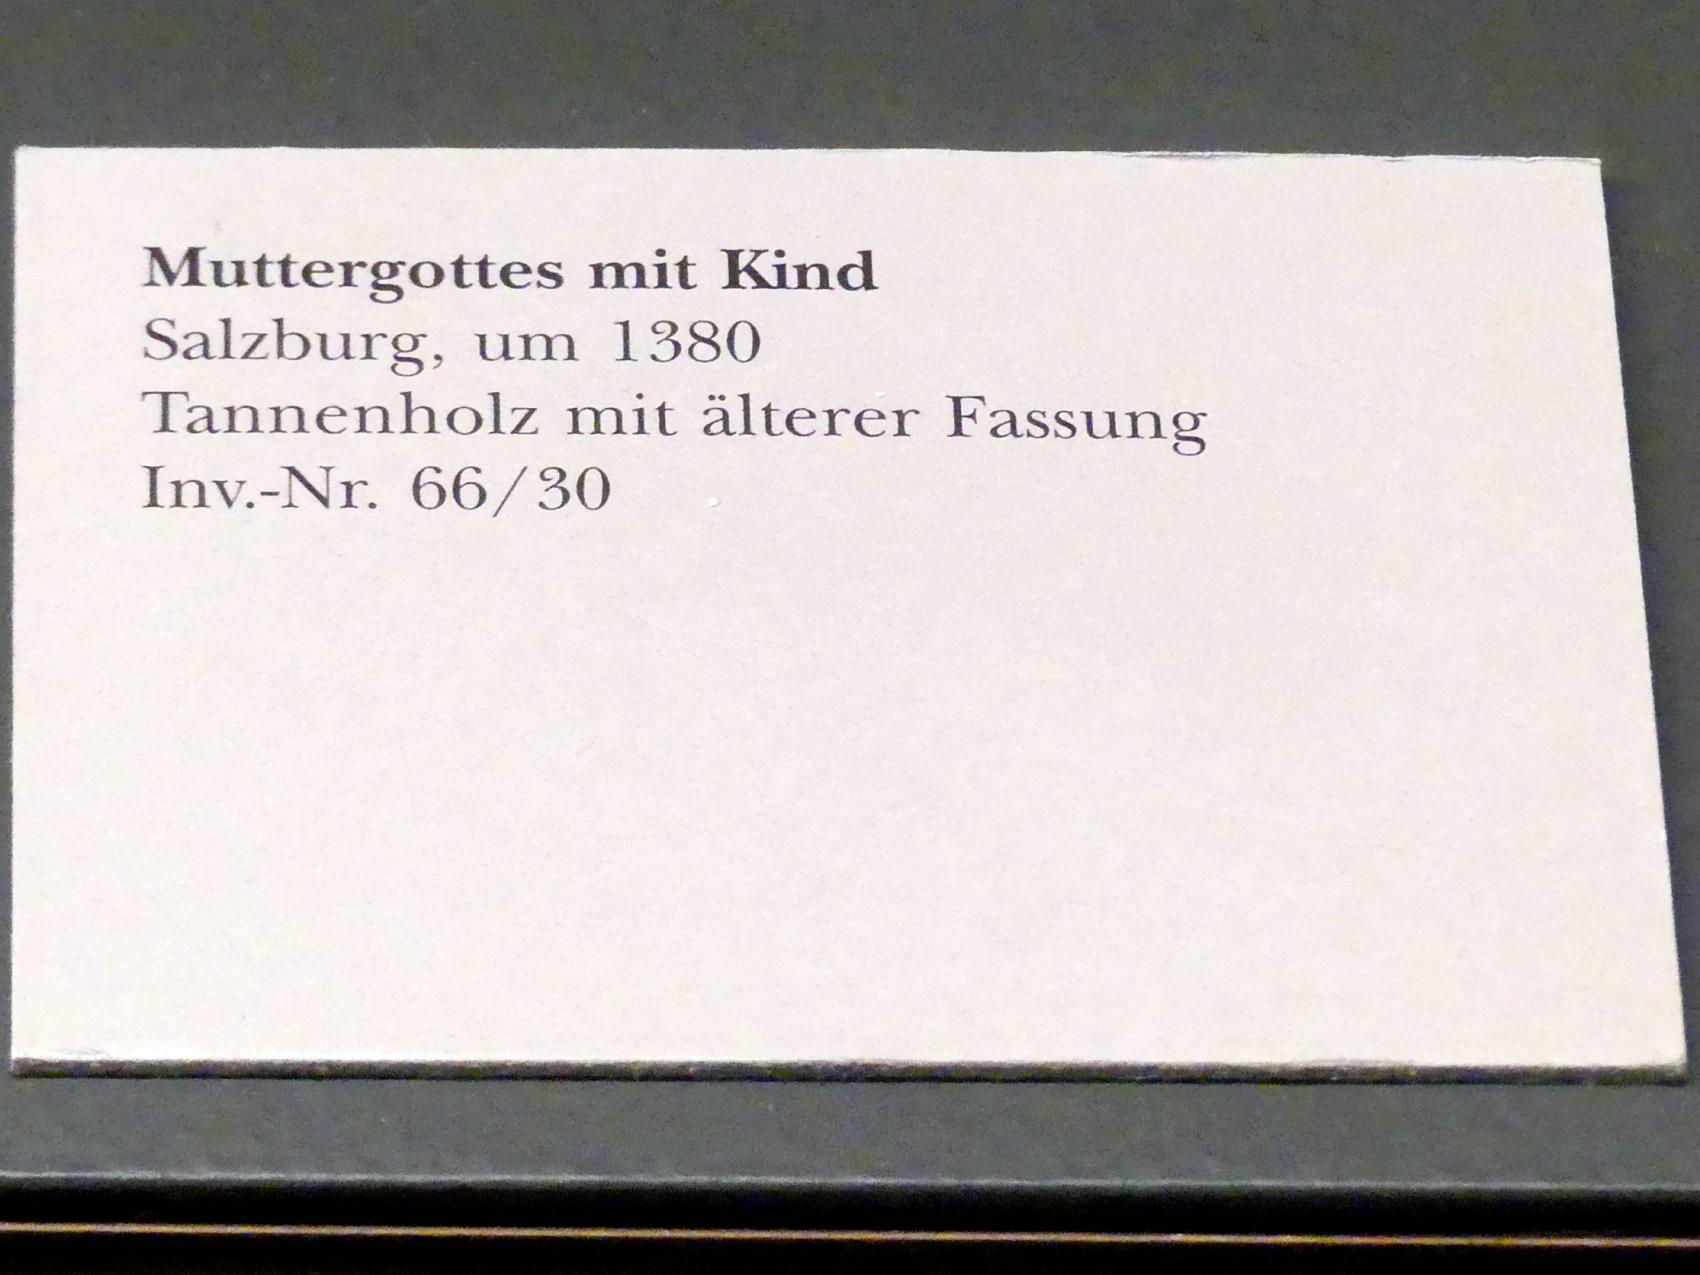 Muttergottes mit Kind
Salzburg, um 1380
Tannenholz mit älterer Fassung
Inv.-Nr. 66/30